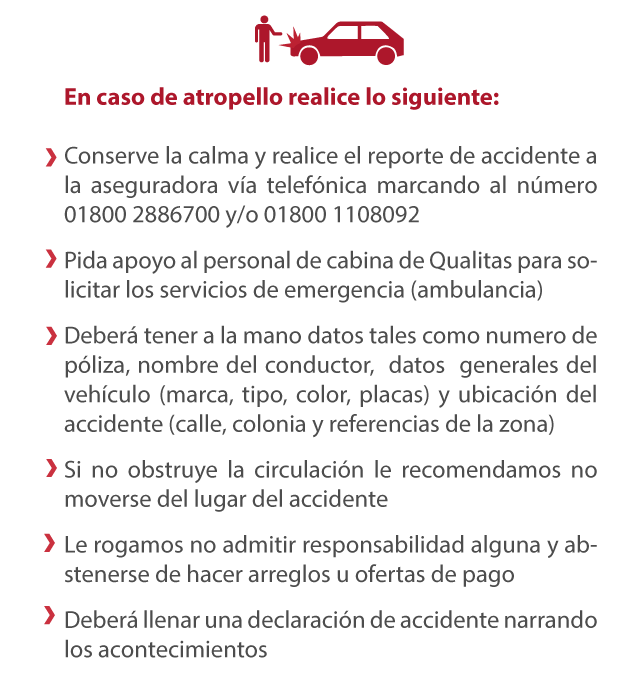 En caso de atropello realice lo siguiente:
Conserve la calma y realice el reporte de accidente a
la aseguradora vía telefónica marcando al número
01800 2886700 y/o 01800 1108092
Pida apoyo al personal de cabina de Qualitas para so-
licitar los servicios de emergencia (ambulancia)
Deberá tener a la mano datos tales como numero de
póliza, nombre del conductor, datos generales del
vehículo (marca, tipo, color, placas) y ubicación del
accidente (calle, colonia y referencias de la zona)
Si no obstruye la circulación le recomendamos no
moverse del lugar del accidente
Le rogamos no admitir responsabilidad alguna y ab-
stenerse de hacer arreglos u ofertas de pago
Deberá llenar una declaración de accidente narrando
los acontecimientos